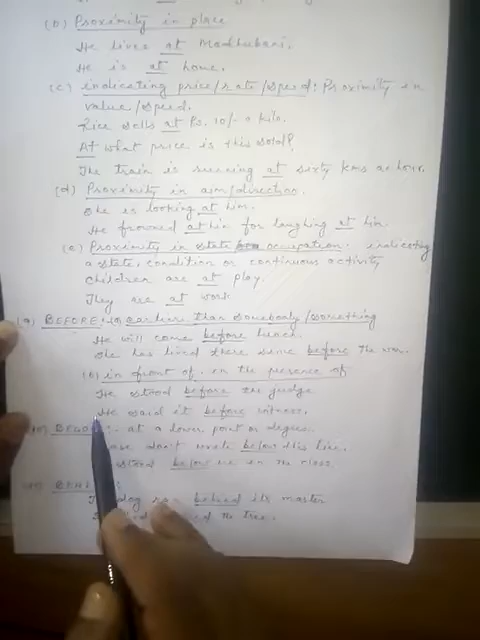 (b) Proximity in place
He lives at Madhubani.
He is at home.
(c) indicating price/rate/speed: Proximity in
value/speed.
Rice sells at Rs. 10/- a kilo.
At what price is this sold?
The train is running at sixty kms an hour.
(d) Proximity in aim/direction.
She is looking at him.
He frowned at him for laughing at him.
(e) Proximity in state occupation: indicating
a state, condition or continuous activity
children are at play.
They are at work
BEFORE: (a) earlier than somebody/something
He will come before lunch.
She has lived there since before the war.
(b) in front of, in the presence of
He stood before the judge
He said it before witness.
at a lower point or degree.
don't write below this line.
stood me in the class.
dog ran behind its master
the tree.